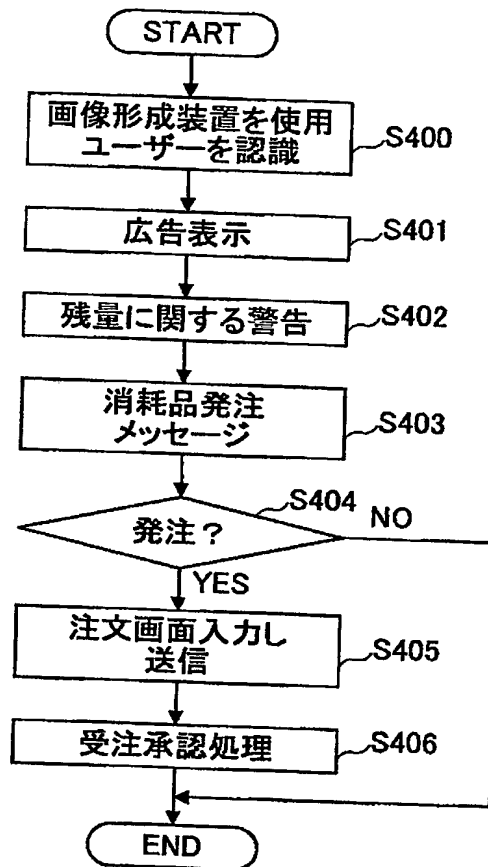 START
画像形成装置を使用
ユーザーを認識
S400
広告表示
S401
残量に関する警告
S402
消耗品発注
メッセージ
S403
発注?
S404
NO
YES
注文画面入力し
送信
S405
受注承認処理
S406
END